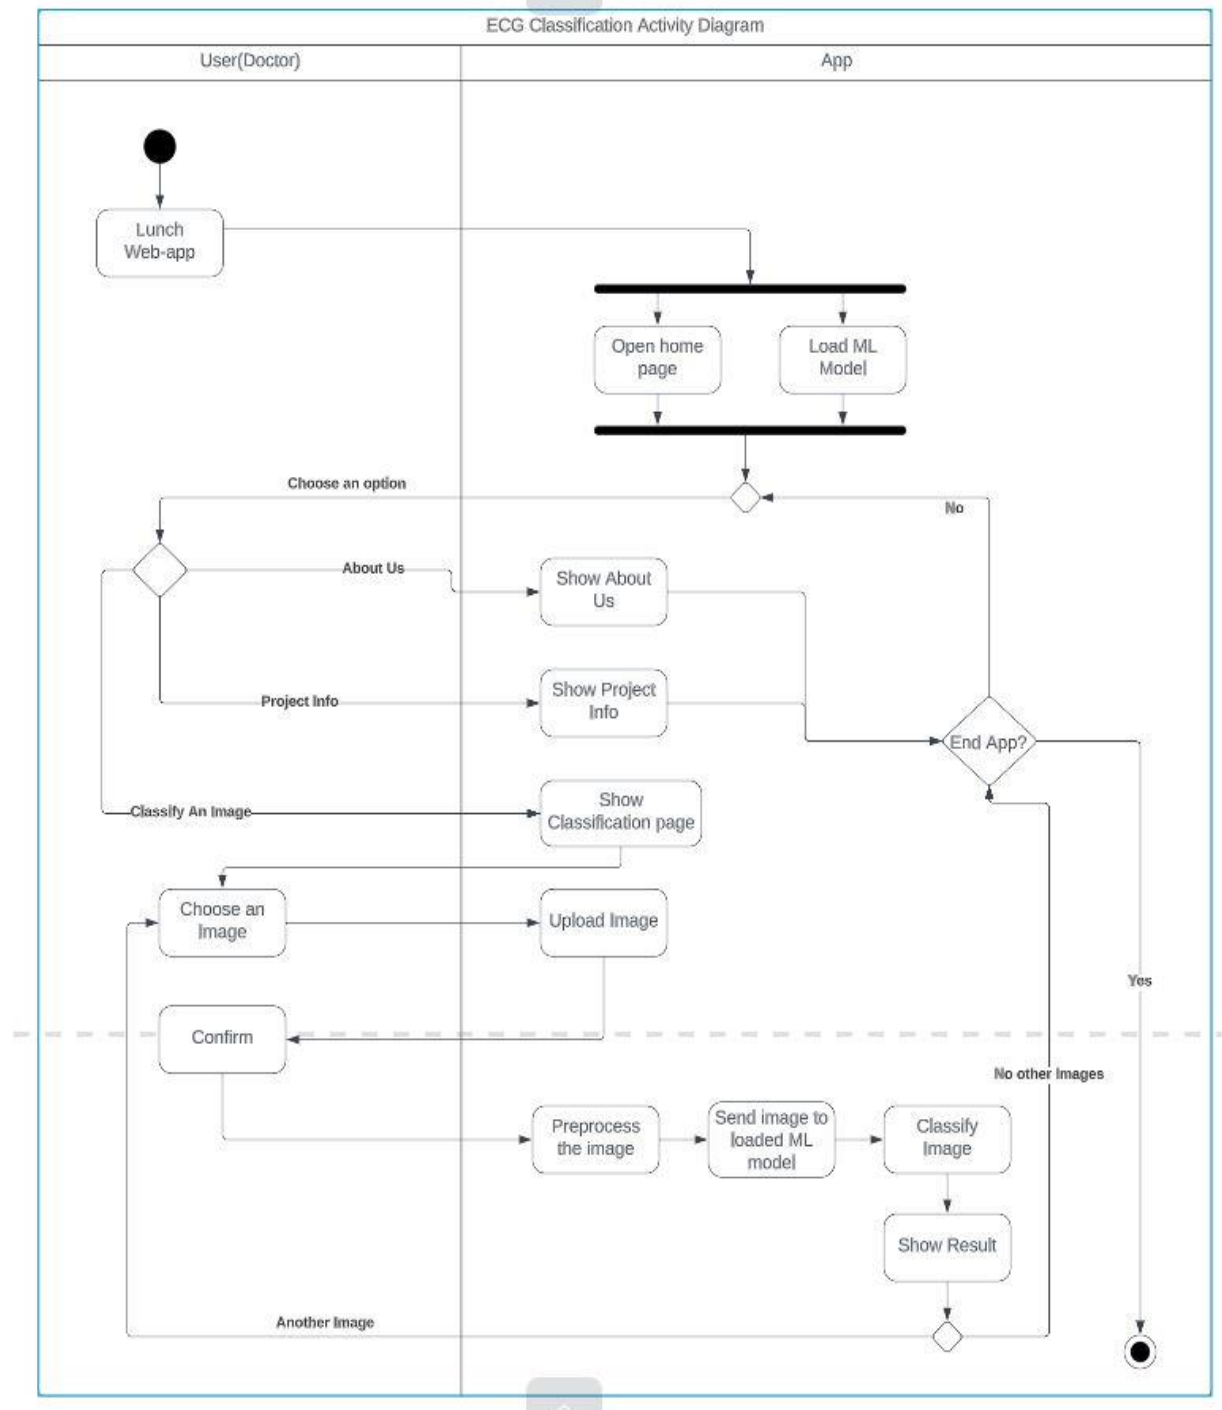 ECG Classification Activity Diagram
User(Doctor)
App
Lunch
Web-app
Open home
page
Load ML
Model
Choose an option
No
About Us
Show About
Us
Project Info
Show Project
Info
End App?
Classify An Image
Show
Classification page
Choose an
Image
Upload Image
Yes
Confirm
No other Images
Preprocess
the image
Send image to
loaded ML
model
Classify
Image
Show Result
Another Image